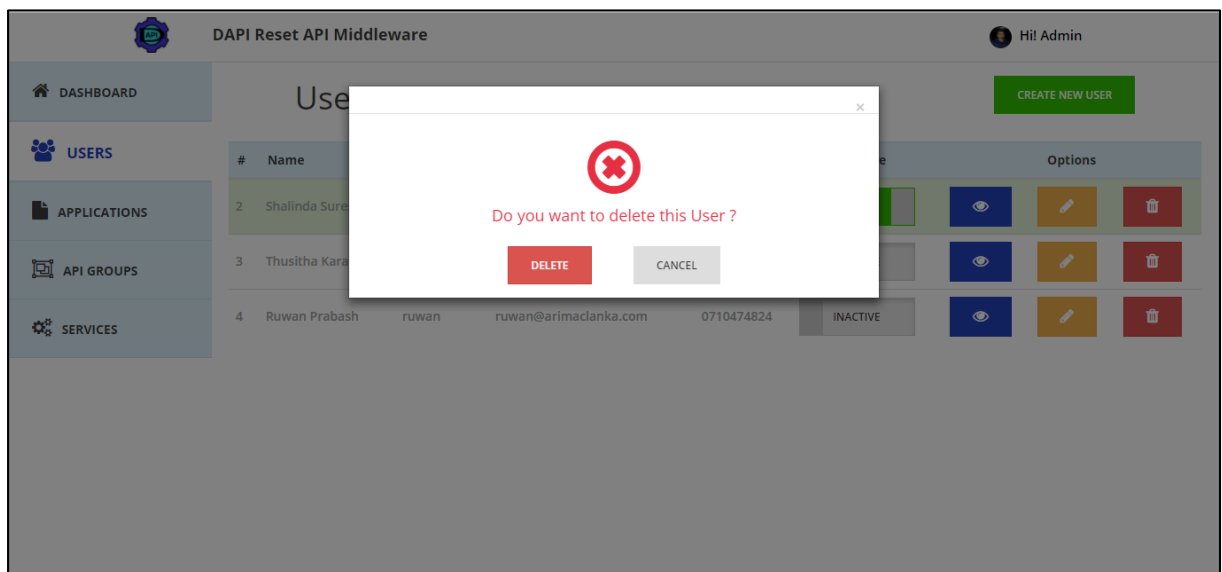 API
DAPI Reset API Middleware
Hi! Admin
DASHBOARD
USERS
APPLICATIONS
API GROUPS
SERVICES
Use
CREATE NEW USER
×
# Name e Options
2 Shalinda Sure
3 Thusitha Kara
4 Ruwan Prabash ruwan ruwan@arimaclanka.com 0710474824 INACTIVE
Do you want to delete this User ?
DELETE CANCEL